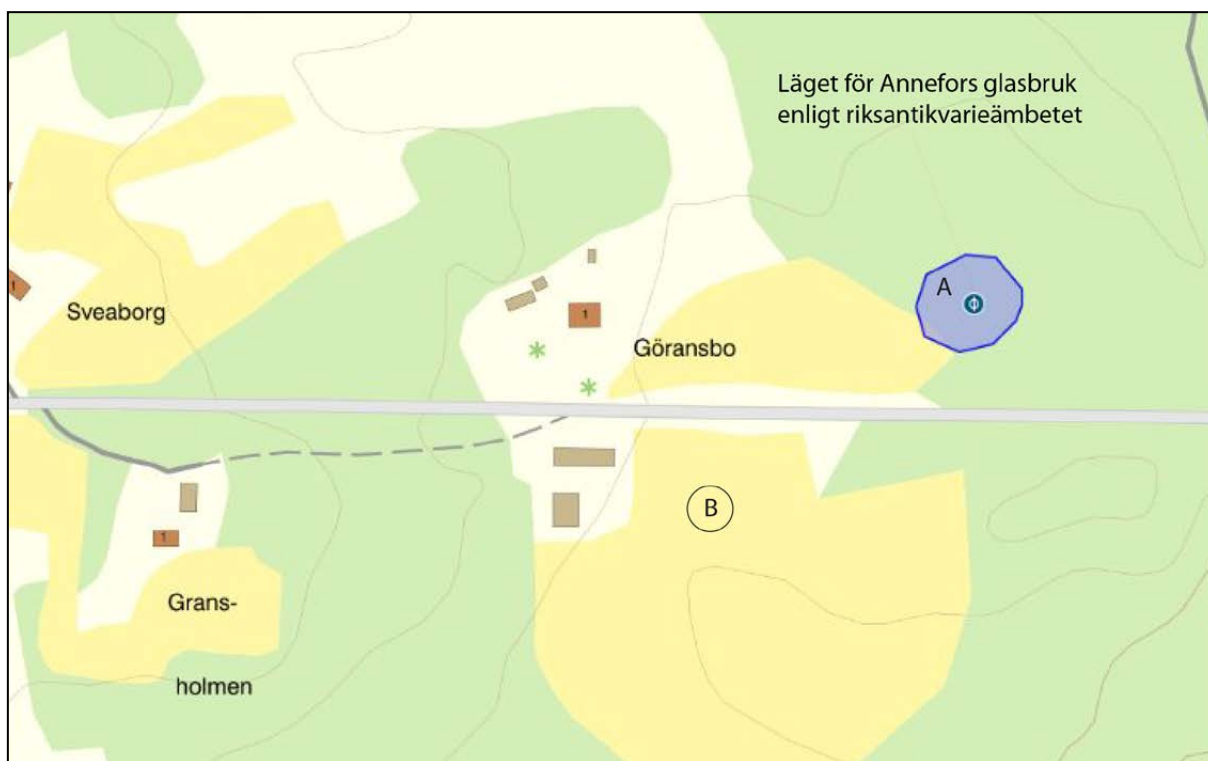 Läget för Annefors glasbruk
enligt riksantikvarieämbetet
A
1
Sveaborg
1
Göransbo
B
1
Grans-
holmen